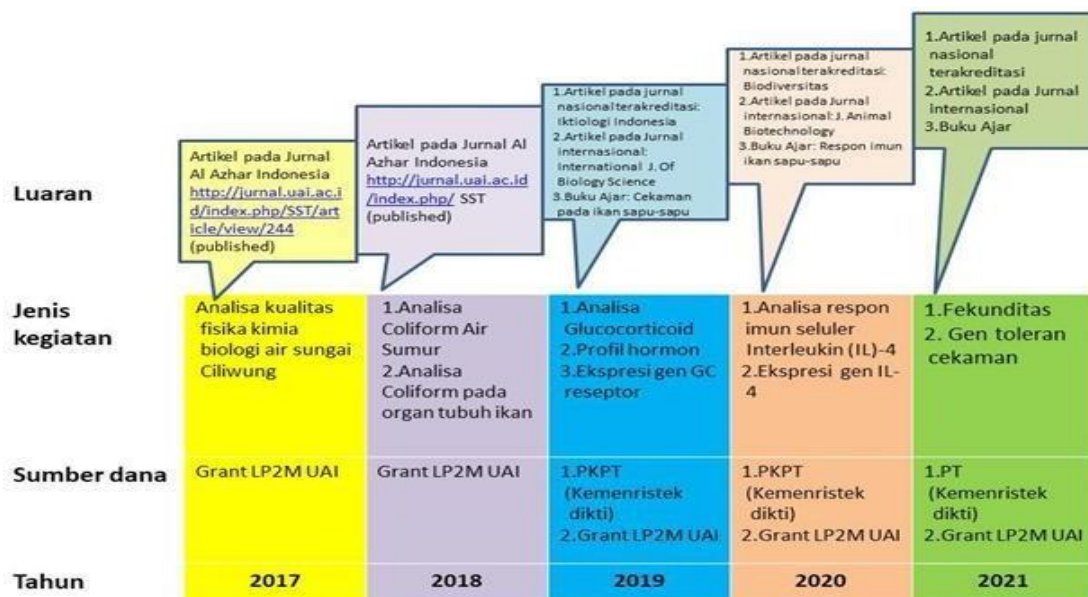 Luaran
Artikel pada Jurnal
Al Azhar Indonesia
http://jurnal.uai.ac.i
d/index.php/SST/art
icle/view/244
(published)
Artikel pada Jurnal Al
Azhar Indonesia
http://jurnal.uai.ac.id
/index.php/ SST
(published)
1.Artikel pada jurnal
nasional terakreditasi:
Iktiologi Indonesia
2.Artikel pada Jurnal
internasional:
International J. Of
Biology Science
3.Buku Ajar: Cekaman
pada ikan sapu-sapu
1.Artikel pada jurnal
nasional terakreditasi:
Biodiversitas
2.Artikel pada Jurnal
internasional: J. Animal
Biotechnology
3.Buku Ajar: Respon imun
ikan sapu-sapu
1.Artikel pada jurnal
nasional
terakreditasi
2.Artikel pada Jurnal
internasional
3.Buku Ajar
Jenis
kegiatan
Analisa kualitas
fisika kimia
biologi air sungai
Ciliwung
1.Analisa
Coliform Air
Sumur
2.Analisa
Coliform pada
organ tubuh ikan
1.Analisa
Glucocorticoid
2.Profil hormon
3.Ekspresi gen GC
reseptor
1.Analisa respon
imun seluler
Interleukin (IL)-4
2.Ekspresi gen IL-
4
1.Fekunditas
2. Gen toleran
cekaman
Sumber dana
Grant LP2M UAI
Grant LP2M UAI
1.PKPT
(Kemenristek
dikti)
2.Grant LP2M UAI
1.PKPT
(Kemenristek
dikti)
2.Grant LP2M UAI
1.PT
(Kemenristek
dikti)
2.Grant LP2M UAI
Tahun
2017
2018
2019
2020
2021